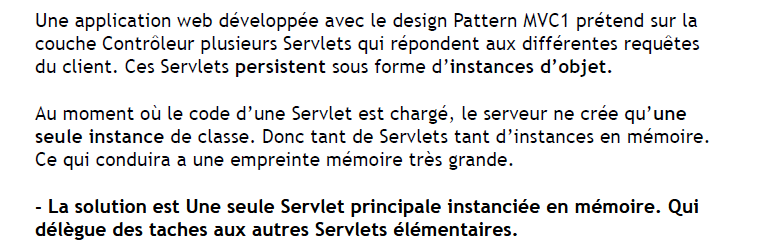 Une application web développée avec le design Pattern MVC1 prétend sur la
couche Contrôleur plusieurs Servlets qui répondent aux différentes requêtes
du client. Ces Servlets persistent sous forme d’instances d’objet.
Au moment où le code d’une Servlet est chargé, le serveur ne crée qu’une
seule instance de classe. Donc tant de Servlets tant d’instances en mémoire.
Ce qui conduira a une empreinte mémoire très grande.
- La solution est Une seule Servlet principale instanciée en mémoire. Qui
délègue des taches aux autres Servlets élémentaires.